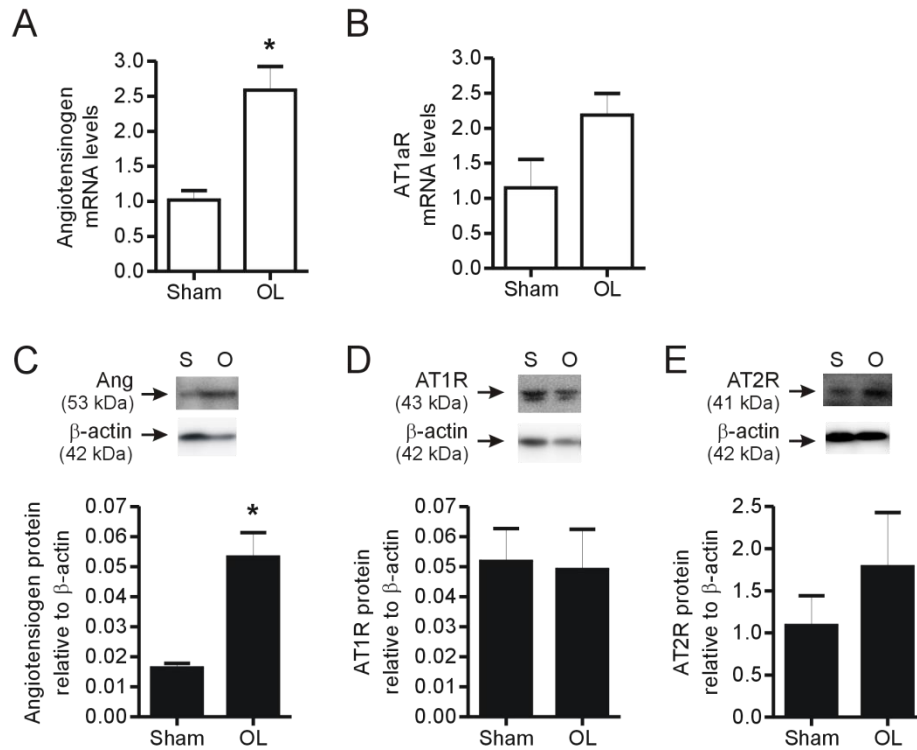 A
Angiotensinogen
mRNA levels
3.0
2.5
2.0
1.5
1.0
0.5
0.0
*
Sham OL
B
AT1aR
mRNA levels
3.0
2.5
2.0
1.5
1.0
0.5
0.0
Sham OL
C
S O
Ang
(53 kDa)
β-actin
(42 kDa)
Angiotensiogen protein
relative to β-actin
0.07
0.06
0.05
0.04
0.03
0.02
0.01
0.00
*
Sham OL
D
S O
AT1R
(43 kDa)
β-actin
(42 kDa)
AT1R protein
relative to β-actin
0.07
0.06
0.05
0.04
0.03
0.02
0.01
0.00
Sham OL
E
S O
AT2R
(41 kDa)
β-actin
(42 kDa)
AT2R protein
relative to β-actin
2.5
2.0
1.5
1.0
0.5
0.0
Sham OL